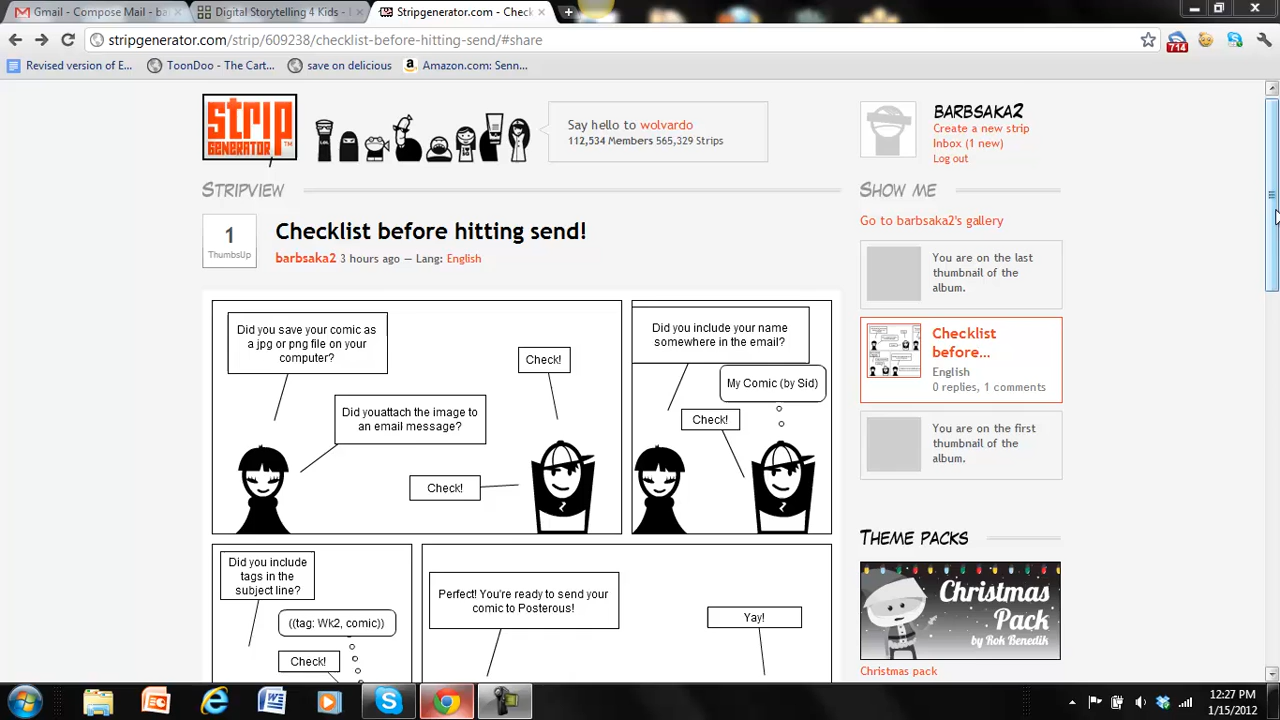 Gmail - Compose Mail - ba
Digital Storytelling 4 Kids - L
Stripgenerator.com - Check
stripgenerator.com/strip/609238/checklist-before-hitting-send/#share
714
Revised version of E...
ToonDoo - The Cart...
save on delicious
Amazon.com: Senn...
strip
GENERATOR™
Say hello to wolvardo
112,534 Members 565,329 Strips
BARBSAKA2
Create a new strip
Inbox (1 new)
Log out
STRIPVIEW
SHOW ME
1
ThumbsUp
Checklist before hitting send!
barbsaka2 3 hours ago — Lang: English
Go to barbsaka2's gallery
You are on the last
thumbnail of the
album.
Checklist
before...
English
0 replies, 1 comments
You are on the first
thumbnail of the
album.
Did you save your comic as
a jpg or png file on your
computer?
Check!
Did youattach the image to
an email message?
Check!
Did you include your name
somewhere in the email?
My Comic (by Sid)
Check!
Did you include
tags in the
subject line?
((tag: Wk2, comic))
Check!
Perfect! You're ready to send your
comic to Posterous!
Yay!
THEME PACKS
Christmas
Pack
by Rok Benedik
Christmas pack
12:27 PM
1/15/2012